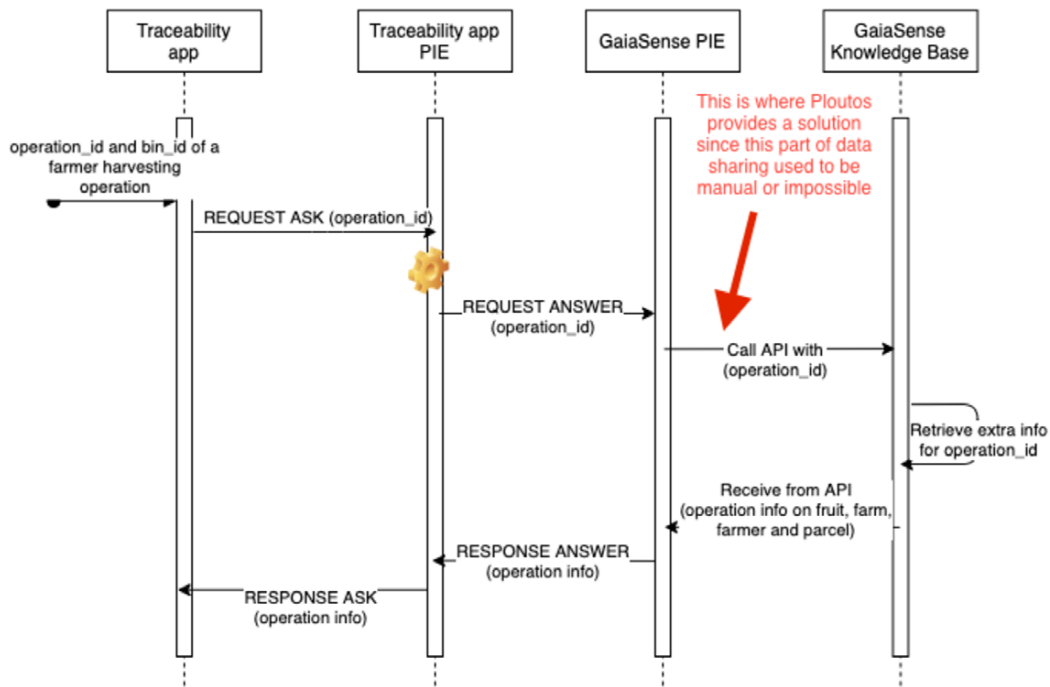 Traceability
app
Traceability app
PIE
GaiaSense PIE
GaiaSense
Knowledge Base
This is where Ploutos
provides a solution
since this part of data
sharing used to be
manual or impossible
operation_id and bin_id of a
farmer harvesting
operation
REQUEST ASK (operation_id)
REQUEST ANSWER
(operation_id)
Call API with
(operation_id)
Retrieve extra info
for operation_id
Receive from API
(operation info on fruit, farm,
farmer and parcel)
RESPONSE ANSWER
(operation info)
RESPONSE ASK
(operation info)